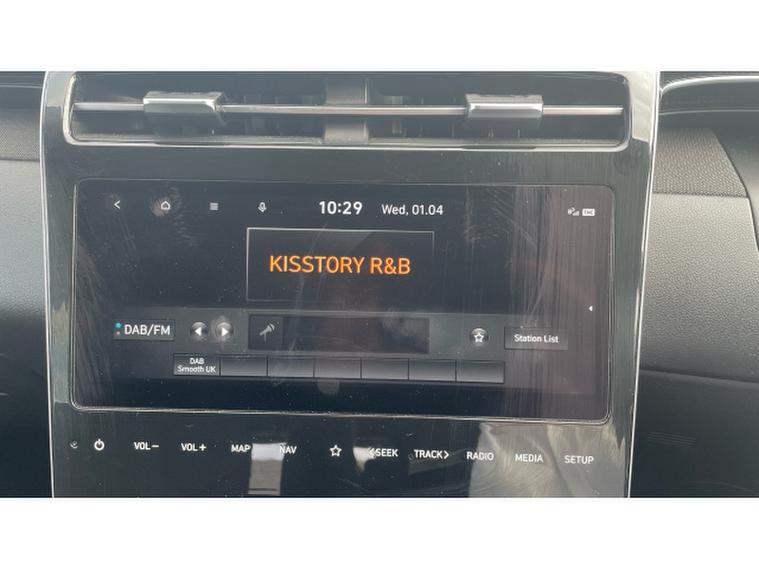 10:29 Wed, 01.04
KISSTORY R&B
DAB/FM
Station List
DAB
Smooth UK
VOL− VOL+ MAP NAV <SEEK TRACK> RADIO MEDIA SETUP